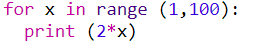 for x in range (1,100):
  print (2*x)